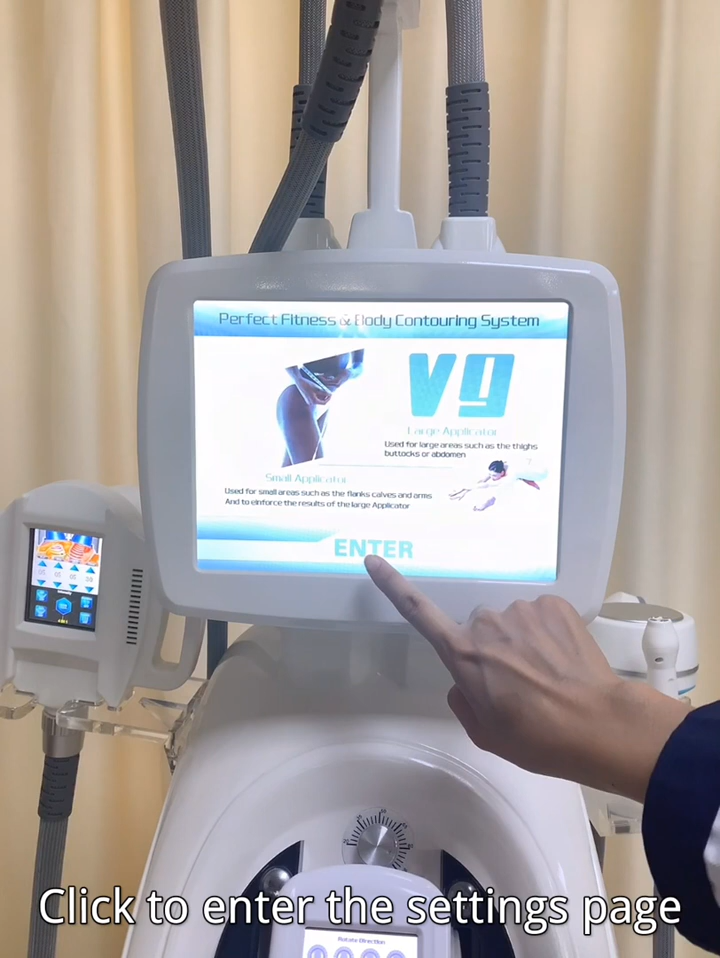 Perfect Fitness & Body Contouring System
V9
Large Applicator
Used for large areas such as the thighs
buttocks or abdomen
Small Applicator
Used for small areas such as the flanks calves and arms
And to einforce the results of the large Applicator
ENTER
Click to enter the settings page
Rotate Direction